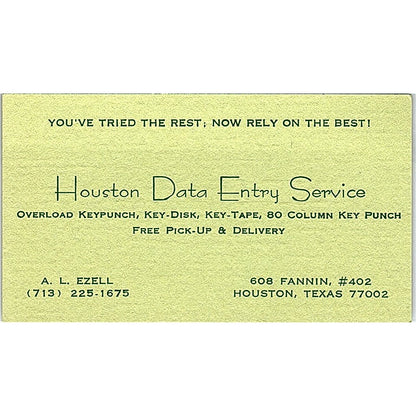 YOU'VE TRIED THE REST; NOW RELY ON THE BEST!
Houston Data Entry Service
Overload Keypunch, Key-Disk, Key-Tape, 80 Column Key Punch
Free Pick-Up & Delivery
A. L. EZELL
(713) 225-1675
608 FANNIN, #402
HOUSTON, TEXAS 77002